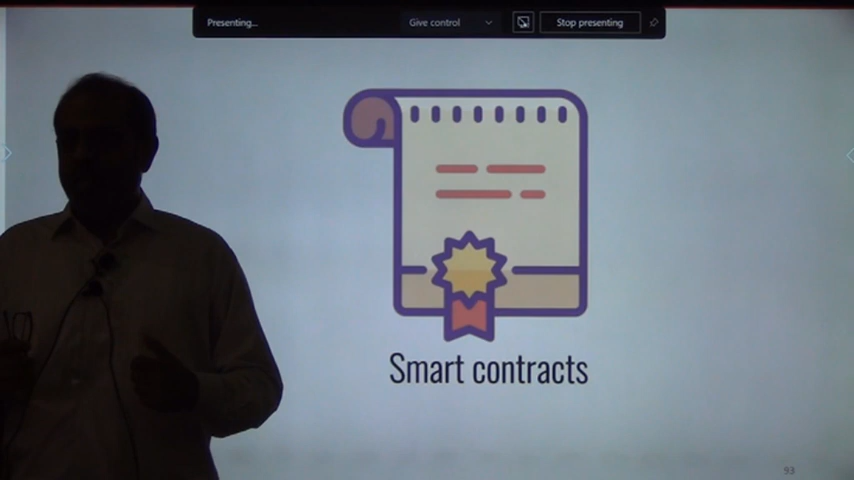 Presenting...
Give control
Stop presenting
Smart contracts
93